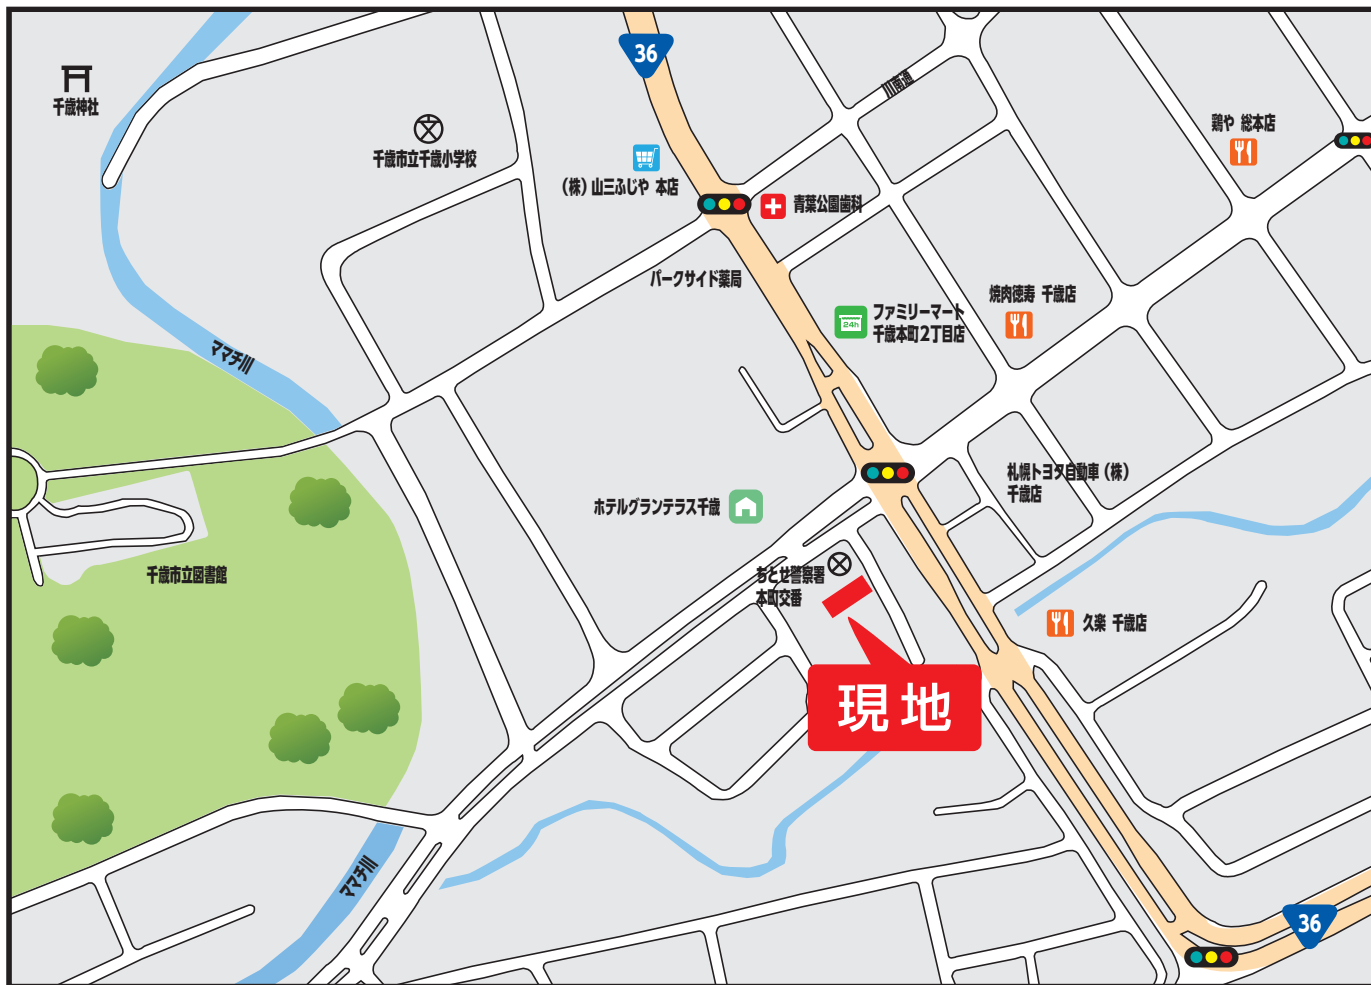 36
川南通
千歳神社
千歳市立千歳小学校
鶏や 総本店
(株)山三ふじや 本店
青葉公園歯科
パークサイド薬局
焼肉徳寿 千歳店
24h
ファミリーマート
千歳本町2丁目店
ママチ川
札幌トヨタ自動車(株)
千歳店
ホテルグランテラス千歳
千歳市立図書館
ちとせ警察署
本町交番
久楽 千歳店
現地
ママチ川
36